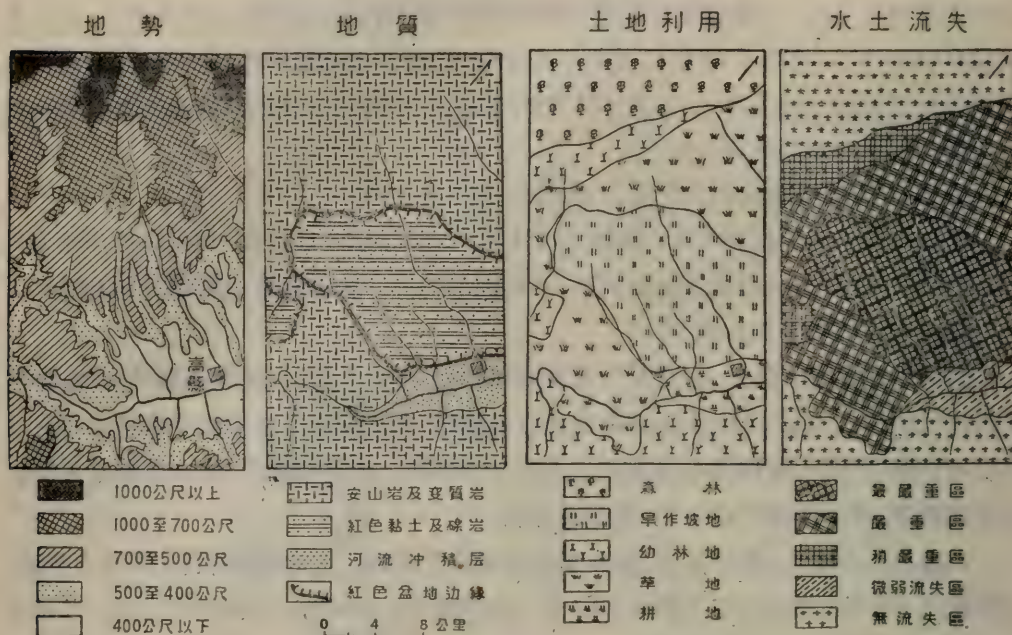 地勢
地質
土地利用
水土流失
高縣
1000公尺以上
1000至700公尺
700至500公尺
500至400公尺
400公尺以下
安山岩及变質岩
紅色黏土及礫岩
河流冲積层
紅色盆地边緣
0 4 8公里
森林
旱作坡地
幼林地
草地
耕地
最嚴重區
嚴重區
稍嚴重區
微弱流失區
無流失區